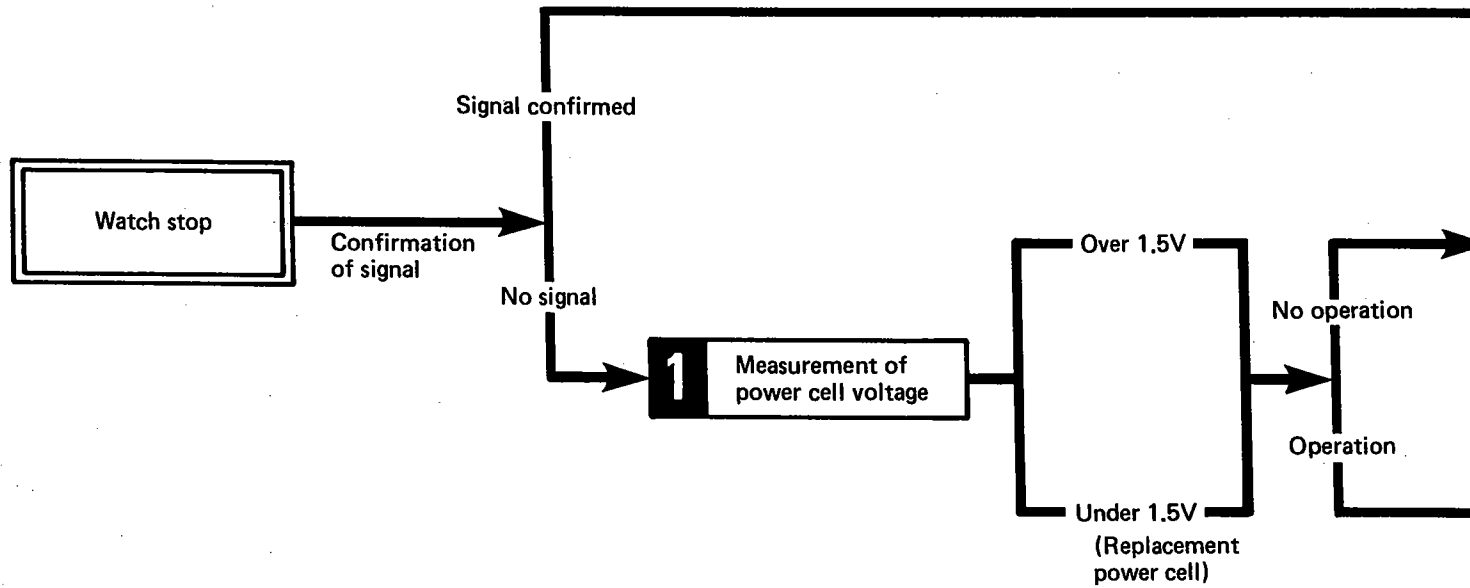 Signal confirmed
Watch stop
Confirmation
of signal
No signal
1
Measurement of
power cell voltage
Over 1.5V
Under 1.5V
(Replacement
power cell)
No operation
Operation